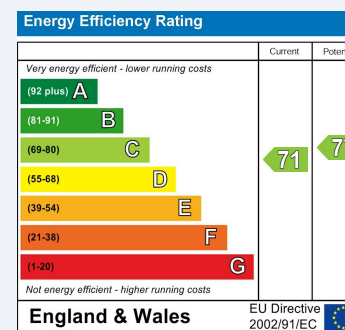 Energy Efficiency Rating
Current
Very energy efficient - lower running costs
(92 plus) A
(81-91) B
(69-80) C
71
(55-68) D
(39-54) E
(21-38) F
(1-20) G
Not energy efficient - higher running costs
England & Wales
EU Directive
2002/91/EC